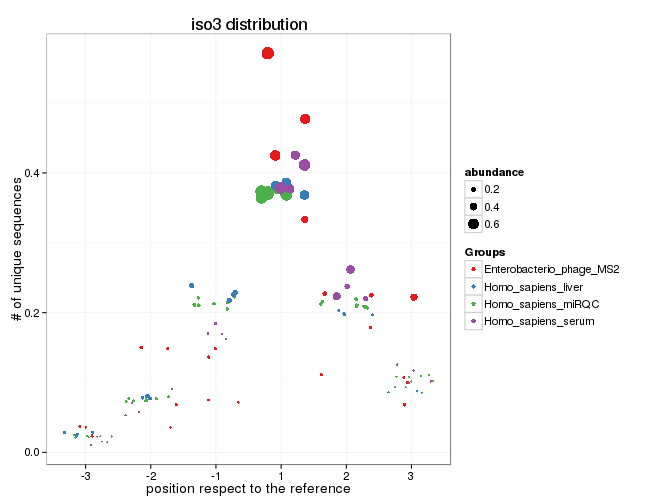 iso3 distribution
# of unique sequences
0.4
0.2
0.0
-3 -2 -1 1 2 3
position respect to the reference
abundance
0.2
0.4
0.6
Groups
Enterobacterio_phage_MS2
Homo_sapiens_liver
Homo_sapiens_miRQC
Homo_sapiens_serum